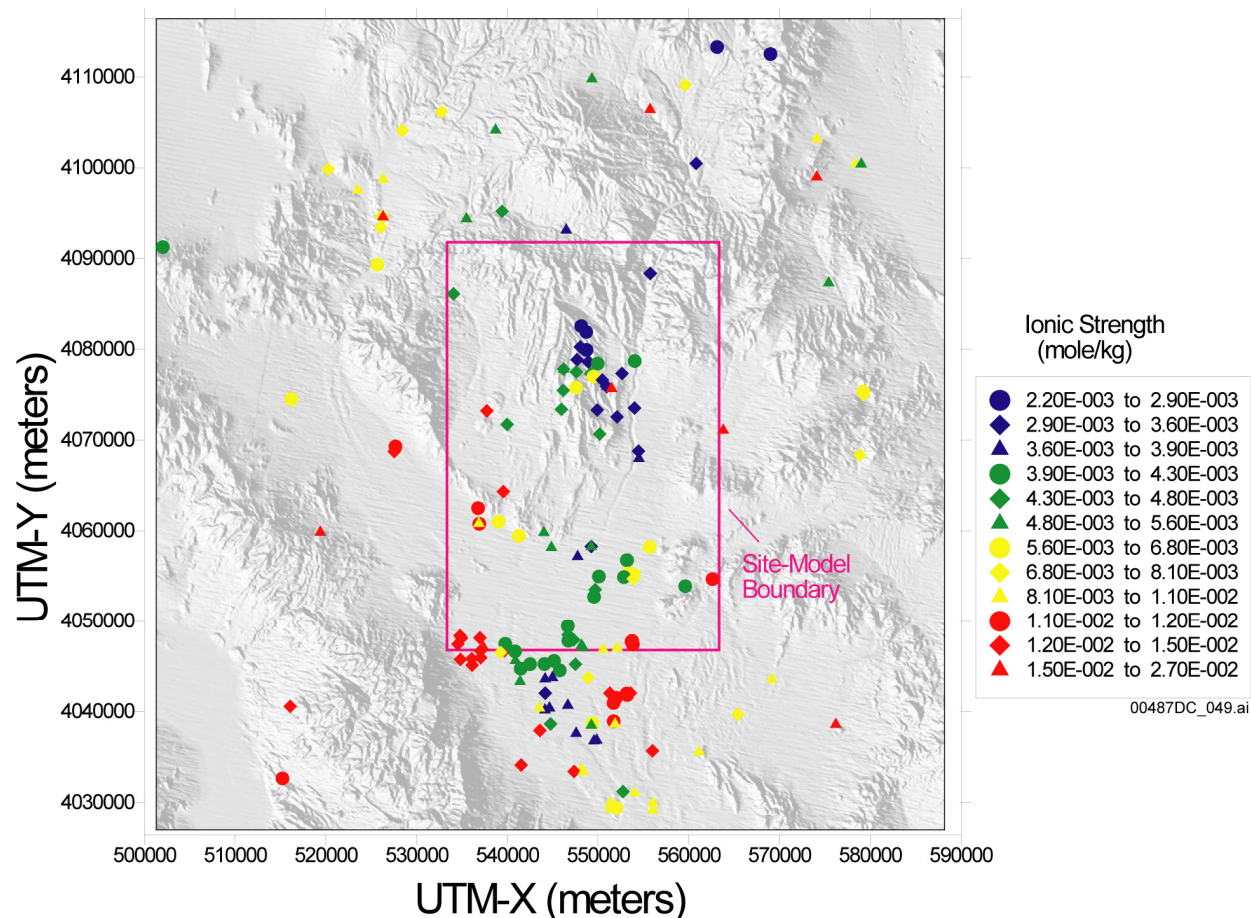 4110000
4100000
4090000
4080000
4070000
4060000
4050000
4040000
4030000
UTM-Y (meters)
500000 510000 520000 530000 540000 550000 560000 570000 580000 590000
UTM-X (meters)
Site-Model
Boundary
Ionic Strength
(mole/kg)
2.20E-003 to 2.90E-003
2.90E-003 to 3.60E-003
3.60E-003 to 3.90E-003
3.90E-003 to 4.30E-003
4.30E-003 to 4.80E-003
4.80E-003 to 5.60E-003
5.60E-003 to 6.80E-003
6.80E-003 to 8.10E-003
8.10E-003 to 1.10E-002
1.10E-002 to 1.20E-002
1.20E-002 to 1.50E-002
1.50E-002 to 2.70E-002
00487DC_049.ai